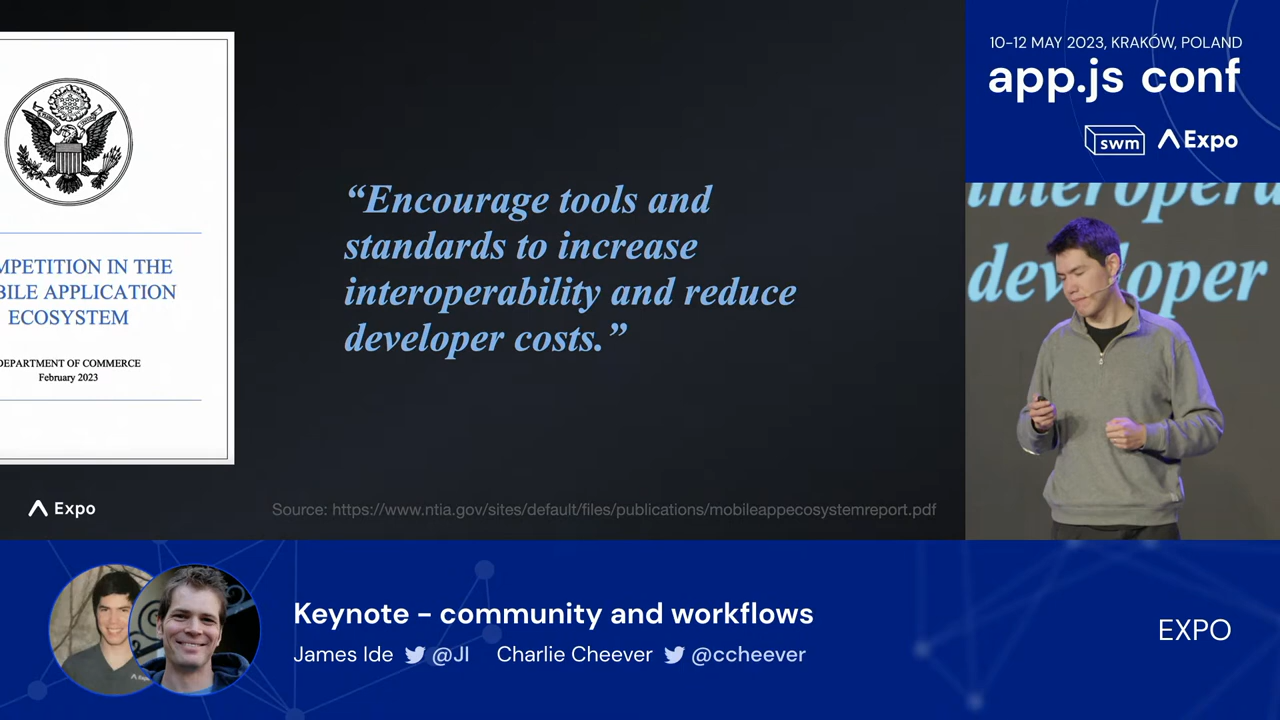 MPETITION IN THE
BILE APPLICATION
ECOSYSTEM
DEPARTMENT OF COMMERCE
February 2023
“Encourage tools and
standards to increase
interoperability and reduce
developer costs.”
Expo
Source: https://www.ntia.gov/sites/default/files/publications/mobileappecosystemreport.pdf
10-12 MAY 2023, KRAKÓW, POLAND
app.js conf
swm Expo
interopera
developer
Keynote - community and workflows
James Ide @JI Charlie Cheever @ccheever
EXPO